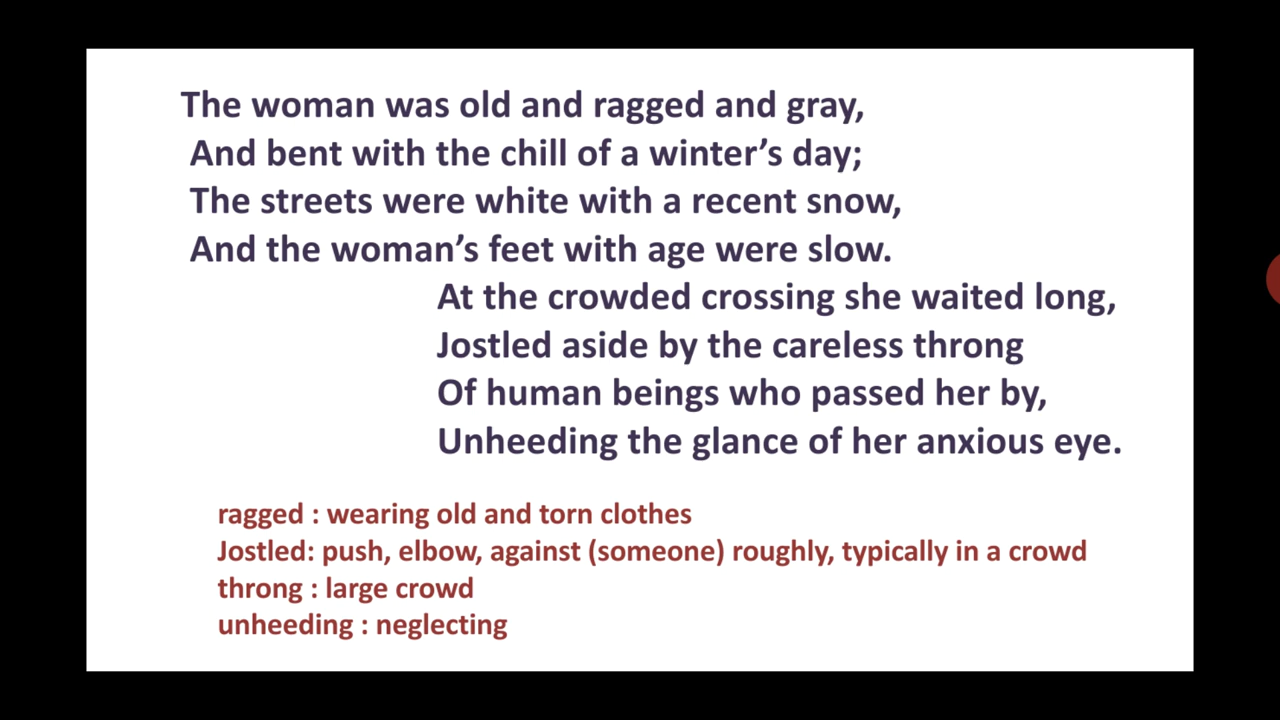 The woman was old and ragged and gray,
And bent with the chill of a winter’s day;
The streets were white with a recent snow,
And the woman’s feet with age were slow.
At the crowded crossing she waited long,
Jostled aside by the careless throng
Of human beings who passed her by,
Unheeding the glance of her anxious eye.
ragged : wearing old and torn clothes
Jostled: push, elbow, against (someone) roughly, typically in a crowd
throng : large crowd
unheeding : neglecting